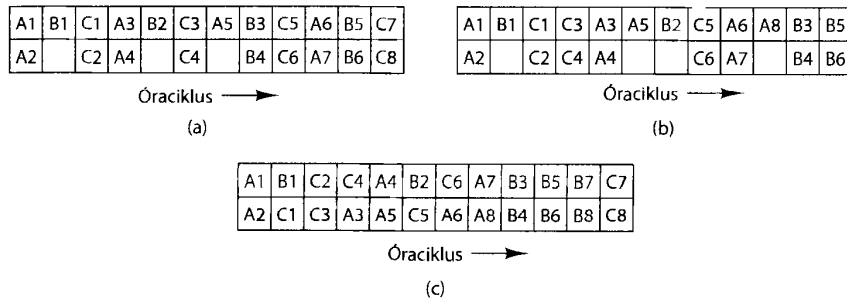 A1 B1 C1 A3 B2 C3 A5 B3 C5 A6 B5 C7
A2 C2 A4 C4 B4 C6 A7 B6 C8
Óraciklus
(a)
A1 B1 C1 C3 A3 A5 B2 C5 A6 A8 B3 B5
A2 C2 C4 A4 C6 A7 B4 B6
Óraciklus
(b)
A1 B1 C2 C4 A4 B2 C6 A7 B3 B5 B7 C7
A2 C1 C3 A3 A5 C5 A6 A8 B4 B6 B8 C8
Óraciklus
(c)